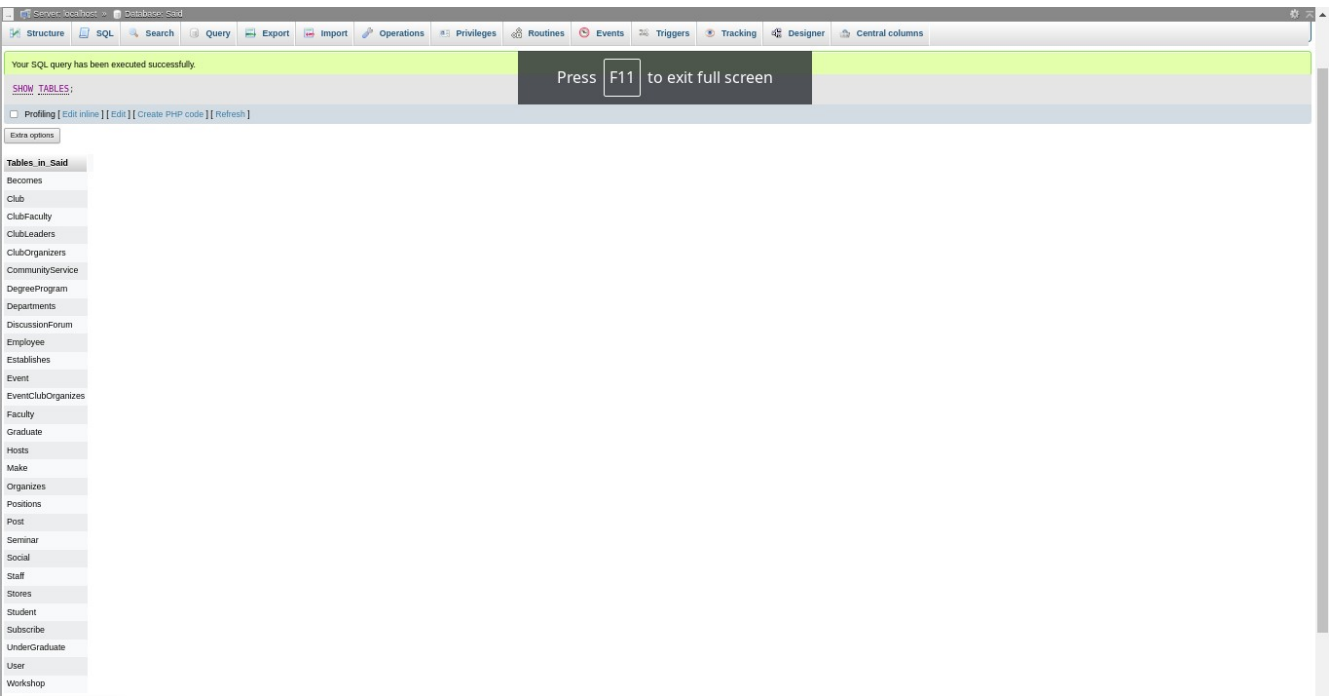 Server: localhost » Database: Said
Structure SQL Search Query Export Import Operations Privileges Routines Events Triggers Tracking Designer Central columns
Your SQL query has been executed successfully.
Press F11 to exit full screen
SHOW TABLES;
Profiling [ Edit inline ] [ Edit ] [ Create PHP code ] [ Refresh ]
Extra options
Tables_in_Said
Becomes
Club
ClubFaculty
ClubLeaders
ClubOrganizers
CommunityService
DegreeProgram
Departments
DiscussionForum
Employee
Establishes
Event
EventClubOrganizes
Faculty
Graduate
Hosts
Make
Organizes
Positions
Post
Seminar
Social
Staff
Stores
Student
Subscribe
UnderGraduate
User
Workshop